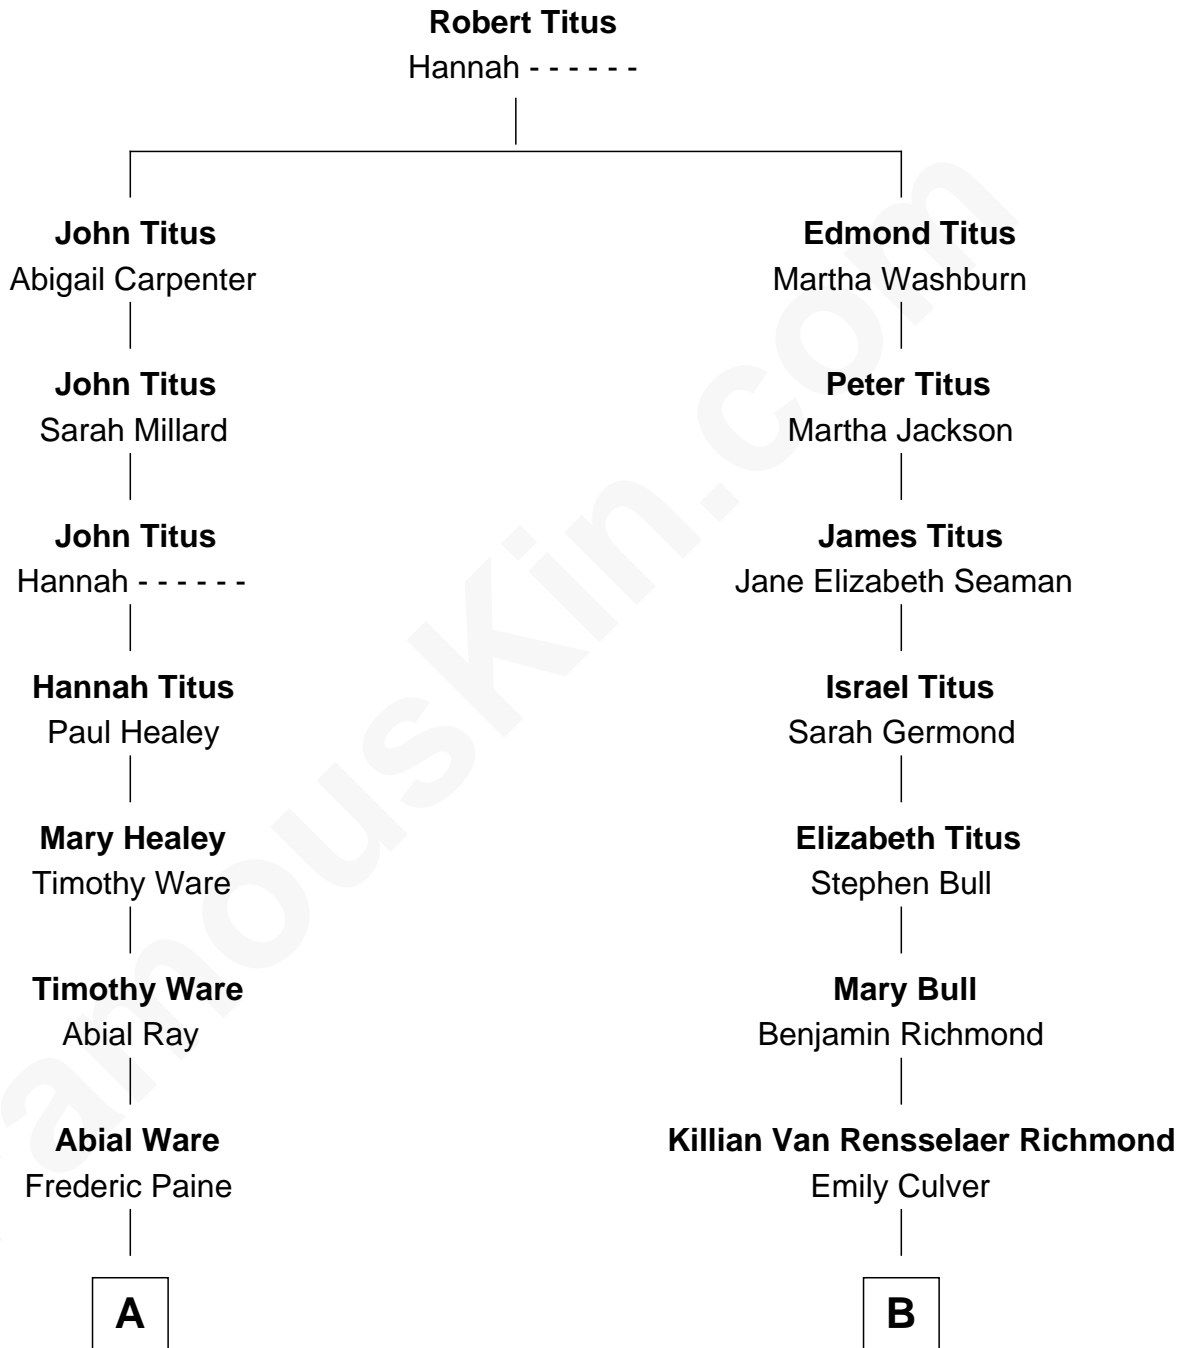 Robert Titus
Hannah - - - - - -
John Titus
Abigail Carpenter
Edmond Titus
Martha Washburn
John Titus
Sarah Millard
Peter Titus
Martha Jackson
John Titus
Hannah - - - - - -
James Titus
Jane Elizabeth Seaman
Hannah Titus
Paul Healey
Israel Titus
Sarah Germond
Mary Healey
Timothy Ware
Elizabeth Titus
Stephen Bull
Timothy Ware
Abial Ray
Mary Bull
Benjamin Richmond
Abial Ware
Frederic Paine
Killian Van Rensselaer Richmond
Emily Culver
A
B
amousKin.com